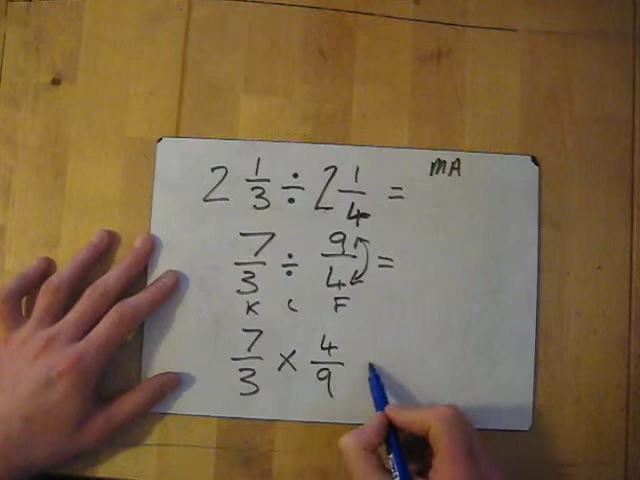 MA
2 1/3 ÷ 2 1/4 =
7/3 ÷ 9/4 =
K C F
7/3 × 4/9